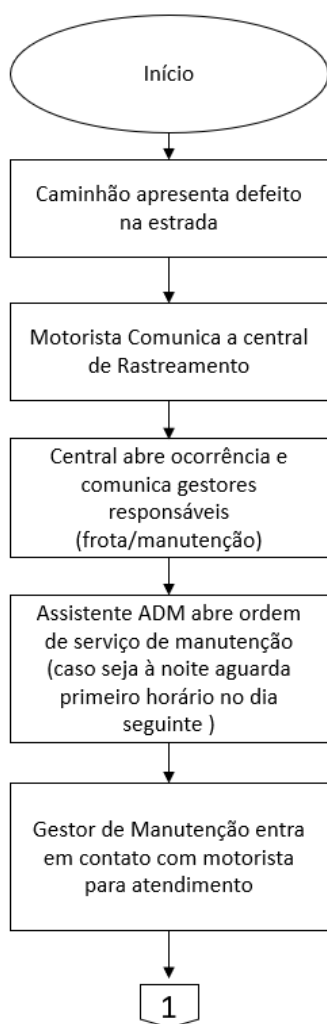 Início
Caminhão apresenta defeito
na estrada
Motorista Comunica a central
de Rastreamento
Central abre ocorrência e
comunica gestores
responsáveis
(frota/manutenção)
Assistente ADM abre ordem
de serviço de manutenção
(caso seja à noite aguarda
primeiro horário no dia
seguinte )
Gestor de Manutenção entra
em contato com motorista
para atendimento
1